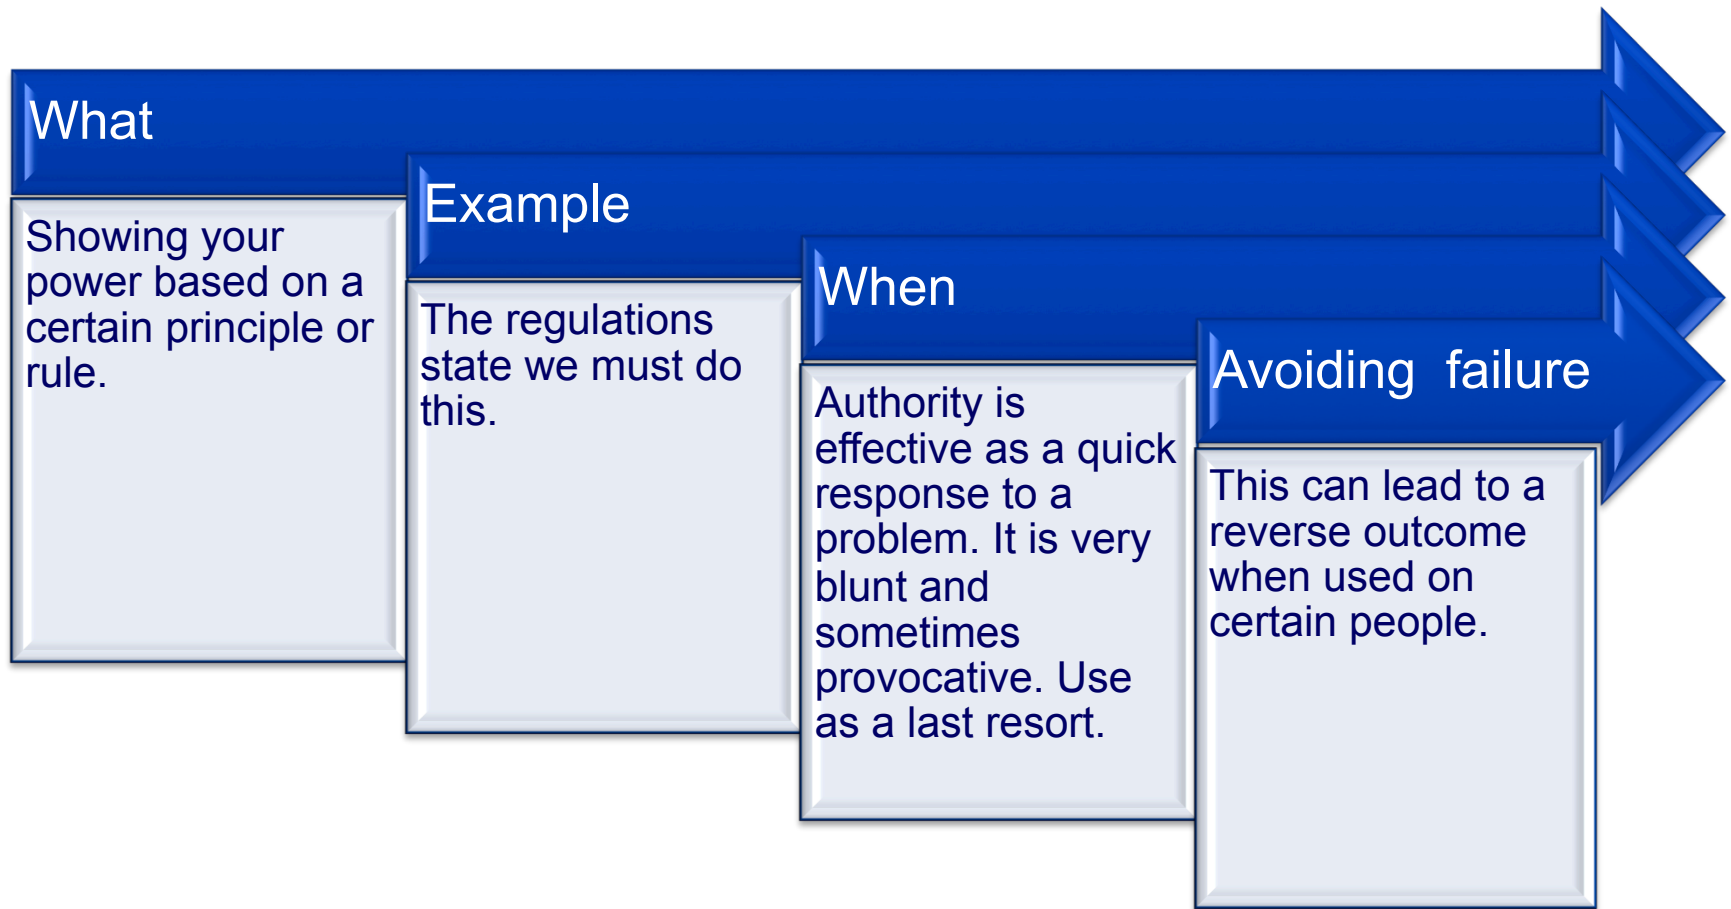 What
Showing your
power based on a
certain principle or
rule.
Example
The regulations
state we must do
this.
When
Authority is
effective as a quick
response to a
problem. It is very
blunt and
sometimes
provocative. Use
as a last resort.
Avoiding  failure
This can lead to a
reverse outcome
when used on
certain people.